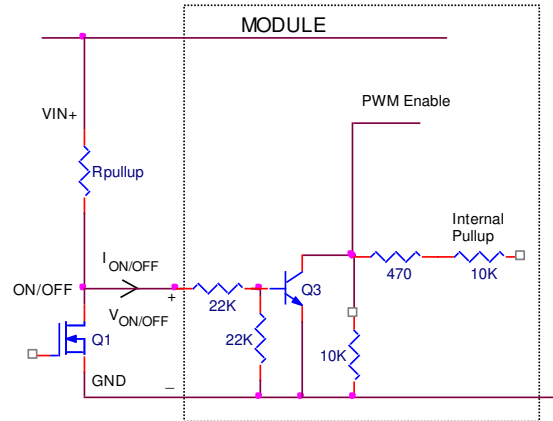 MODULE
PWM Enable
VIN+
Rpullup
Internal
Pullup
I ON/OFF
470
10K
ON/OFF
+
22K
Q3
V ON/OFF
Q1
22K
10K
GND
_